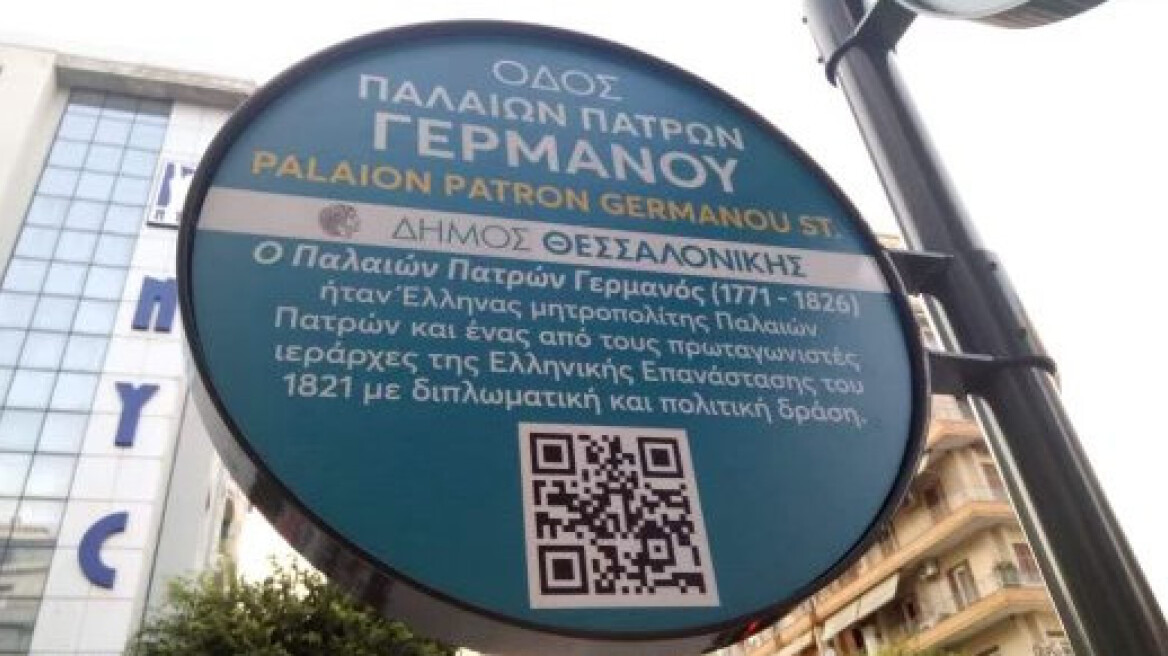 ΟΔΟΣ
ΠΑΛΑΙΩΝ ΠΑΤΡΩΝ
ΓΕΡΜΑΝΟΥ
PALAION PATRON GERMANOU ST.
ΔΗΜΟΣ ΘΕΣΣΑΛΟΝΙΚΗΣ
Ο Παλαιών Πατρών Γερμανός (1771 - 1826)
ήταν Έλληνας μητροπολίτης Παλαιών
Πατρών και ένας από τους πρωταγωνιστές
ιεράρχες της Ελληνικής Επανάστασης του
1821 με διπλωματική και πολιτική δράση.